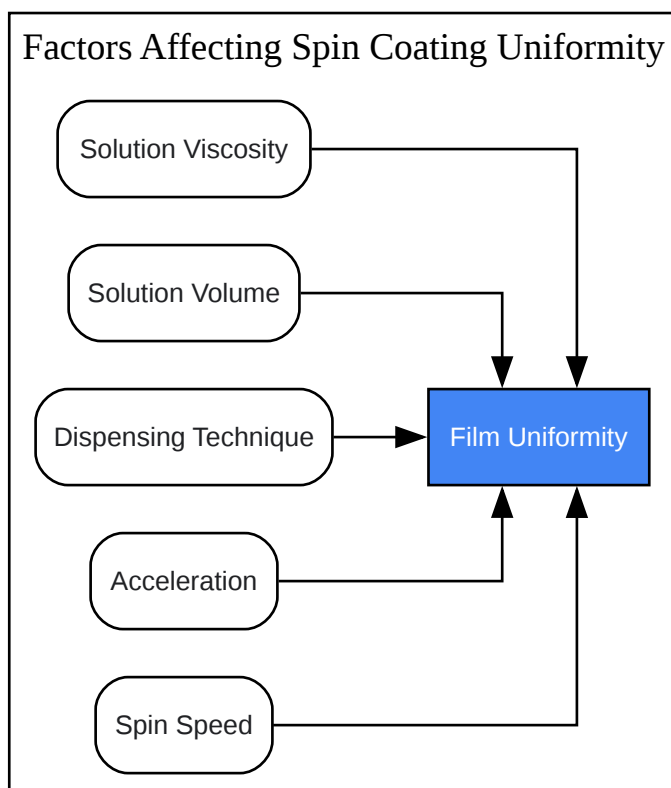 Factors Affecting Spin Coating Uniformity
Solution Viscosity
Solution Volume
Dispensing Technique
Film Uniformity
Acceleration
Spin Speed